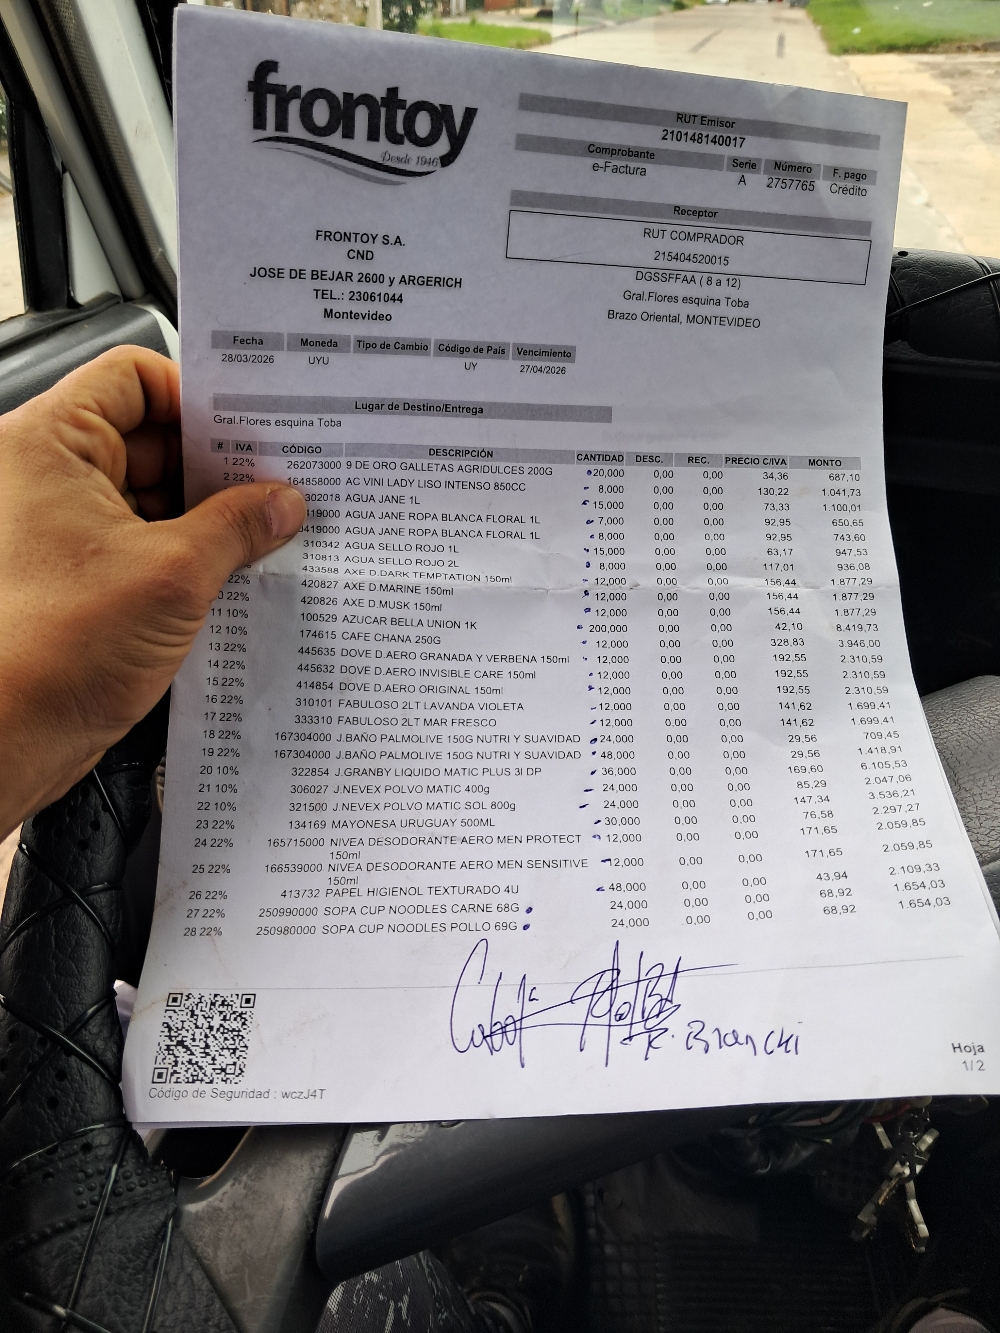 frontoy
Desde 1946
RUT Emisor
210148140017
Comprobante Serie Número F. pago
e-Factura A 2757765 Crédito
Receptor
RUT COMPRADOR
215404520015
DGSSFFAA ( 8 a 12)
Gral.Flores esquina Toba
Brazo Oriental, MONTEVIDEO
FRONTOY S.A.
CND
JOSE DE BEJAR 2600 y ARGERICH
TEL.: 23061044
Montevideo
Fecha Moneda Tipo de Cambio Código de País Vencimiento
28/03/2026 UYU UY 27/04/2026
Lugar de Destino/Entrega
Gral.Flores esquina Toba
# IVA CÓDIGO DESCRIPCIÓN CANTIDAD DESC. REC. PRECIO C/IVA MONTO
1 22% 262073000 9 DE ORO GALLETAS AGRIDULCES 200G 20,000 0,00 0,00 34,36 687,10
2 22% 164858000 AC VINI LADY LISO INTENSO 850CC 8,000 0,00 0,00 130,22 1.041,73
302018 AGUA JANE 1L 15,000 0,00 0,00 73,33 1.100,01
419000 AGUA JANE ROPA BLANCA FLORAL 1L 7,000 0,00 0,00 92,95 650,65
419000 AGUA JANE ROPA BLANCA FLORAL 1L 8,000 0,00 0,00 92,95 743,60
310342 AGUA SELLO ROJO 1L 15,000 0,00 0,00 63,17 947,53
310813 AGUA SELLO ROJO 2L 8,000 0,00 0,00 117,01 936,08
433588 AXE D.DARK TEMPTATION 150ml 12,000 0,00 0,00 156,44 1.877,29
22% 420827 AXE D.MARINE 150ml 12,000 0,00 0,00 156,44 1.877,29
0 22% 420826 AXE D.MUSK 150ml 12,000 0,00 0,00 156,44 1.877,29
11 10% 100529 AZUCAR BELLA UNION 1K 200,000 0,00 0,00 42,10 8.419,73
12 10% 174615 CAFE CHANA 250G 12,000 0,00 0,00 328,83 3.946,00
13 22% 445635 DOVE D.AERO GRANADA Y VERBENA 150ml 12,000 0,00 0,00 192,55 2.310,59
14 22% 445632 DOVE D.AERO INVISIBLE CARE 150ml 12,000 0,00 0,00 192,55 2.310,59
15 22% 414854 DOVE D.AERO ORIGINAL 150ml 12,000 0,00 0,00 192,55 2.310,59
16 22% 310101 FABULOSO 2LT LAVANDA VIOLETA 12,000 0,00 0,00 141,62 1.699,41
17 22% 333310 FABULOSO 2LT MAR FRESCO 12,000 0,00 0,00 141,62 1.699,41
18 22% 167304000 J.BAÑO PALMOLIVE 150G NUTRI Y SUAVIDAD 24,000 0,00 0,00 29,56 709,45
19 22% 167304000 J.BAÑO PALMOLIVE 150G NUTRI Y SUAVIDAD 48,000 0,00 0,00 29,56 1.418,91
20 10% 322854 J.GRANBY LIQUIDO MATIC PLUS 3l DP 36,000 0,00 0,00 169,60 6.105,53
21 10% 306027 J.NEVEX POLVO MATIC 400g 24,000 0,00 0,00 85,29 2.047,06
22 10% 321500 J.NEVEX POLVO MATIC SOL 800g 24,000 0,00 0,00 147,34 3.536,21
23 22% 134169 MAYONESA URUGUAY 500ML 30,000 0,00 0,00 76,58 2.297,27
24 22% 165715000 NIVEA DESODORANTE AERO MEN PROTECT 12,000 0,00 0,00 171,65 2.059,85
150ml
25 22% 166539000 NIVEA DESODORANTE AERO MEN SENSITIVE 12,000 0,00 0,00 171,65 2.059,85
150ml
26 22% 413732 PAPEL HIGIENOL TEXTURADO 4U 48,000 0,00 0,00 43,94 2.109,33
27 22% 250990000 SOPA CUP NOODLES CARNE 68G 24,000 0,00 0,00 68,92 1.654,03
28 22% 250980000 SOPA CUP NOODLES POLLO 69G 24,000 0,00 0,00 68,92 1.654,03
R. Bianchi
Hoja
1/2
Código de Seguridad : wczJ4T